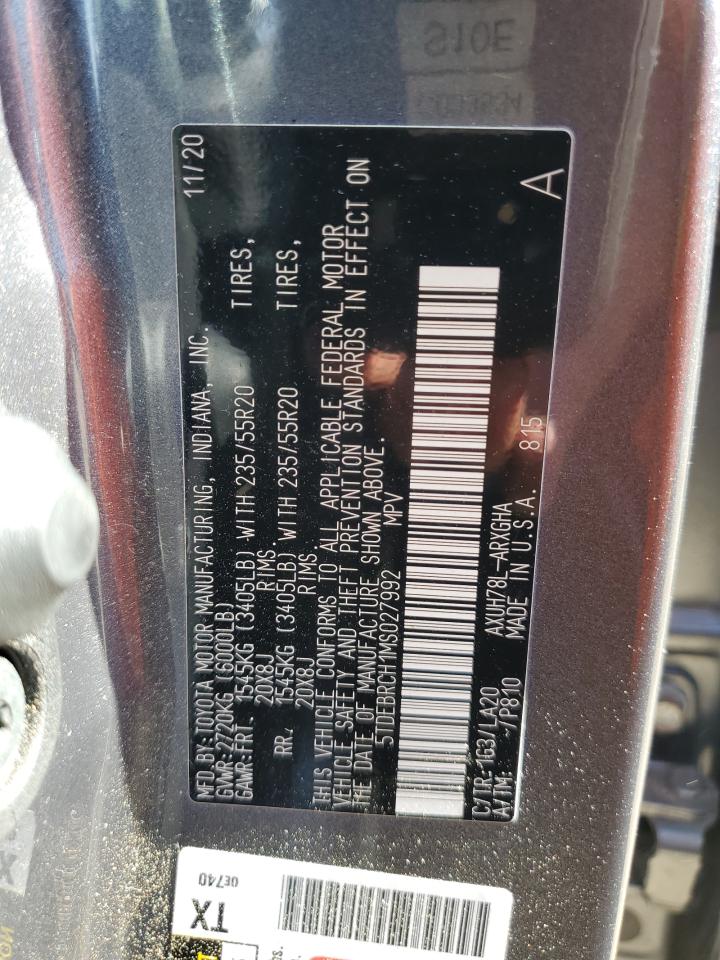 11/20
MFD.BY:TOYOTA MOTOR MANUFACTURING, INDIANA, INC.
GVWR:2720KG (6000LB)
GAWR:FRT. 1545KG (3405LB) WITH 235/55R20 TIRES,
20X8J RIMS.
RR. 1545KG (3405LB) WITH 235/55R20 TIRES,
20X8J RIMS.
THIS VEHICLE CONFORMS TO ALL APPLICABLE FEDERAL MOTOR
VEHICLE SAFETY AND THEFT PREVENTION STANDARDS IN EFFECT ON
THE DATE OF MANUFACTURE SHOWN ABOVE.
5TDEBRCH1MS027992 MPV
C/TR:1G3/LA20 AXUH78L-ARXGHA
A/TM: -/P810 MADE IN U.S.A. 815
A
S10E
0E740
TX